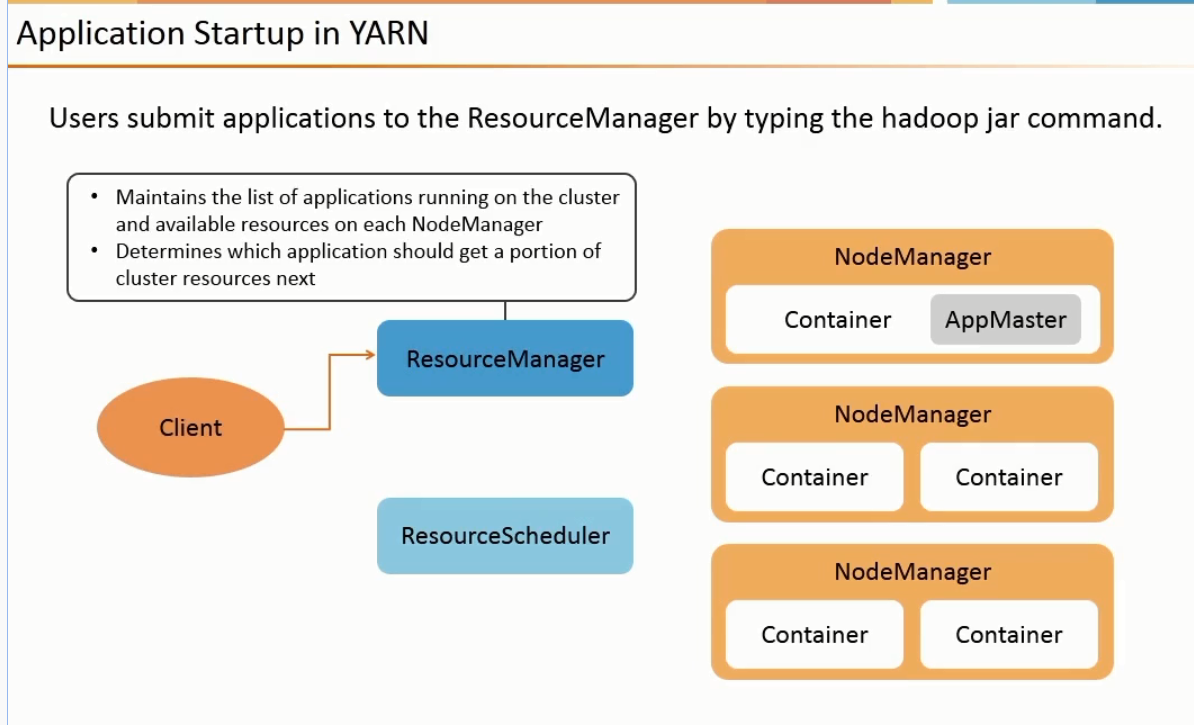 Application Startup in YARN
Users submit applications to the ResourceManager by typing the hadoop jar command.
• Maintains the list of applications running on the cluster
and available resources on each NodeManager
• Determines which application should get a portion of
cluster resources next
ResourceManager
Client
ResourceScheduler
NodeManager
Container AppMaster
NodeManager
Container Container
NodeManager
Container Container